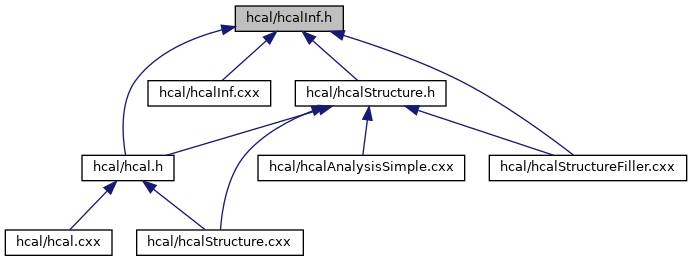 hcal/hcalInf.h
hcal/hcalInf.cxx
hcal/hcalStructure.h
hcal/hcal.h
hcal/hcalAnalysisSimple.cxx
hcal/hcalStructureFiller.cxx
hcal/hcal.cxx
hcal/hcalStructure.cxx